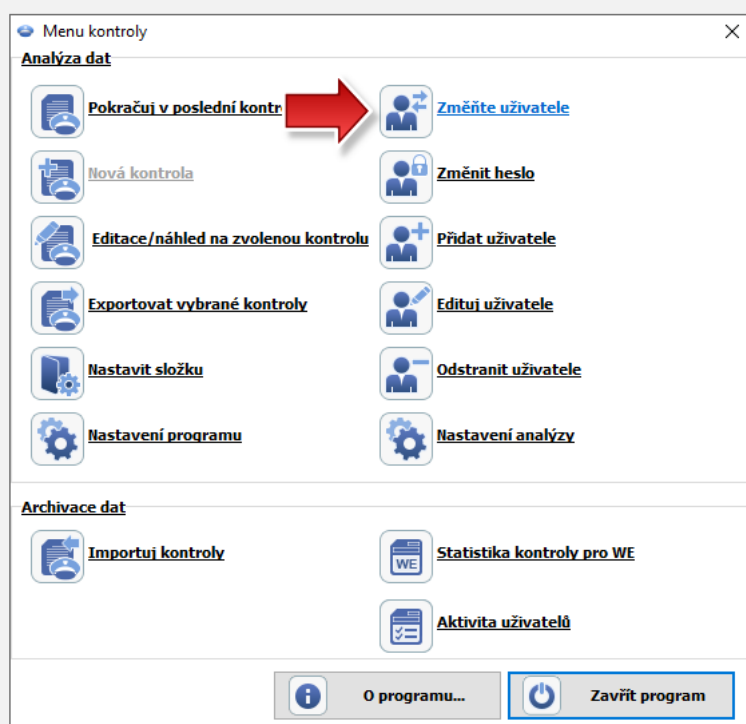 Menu kontroly
Analýza dat
Pokračuj v poslední
Změňte uživatele
Nová kontrola
Změnit heslo
Editace/náhled na zvolenou kontrolu
Přidat uživatele
Exportovat vybrané kontroly
Edituj uživatele
Nastavit složku
Odstranit uživatele
Nastavení programu
Nastavení analýzy
Archivace dat
Importuj kontroly
WE
Statistika kontroly pro WE
Aktivita uživatelů
O programu...
Zavřít program